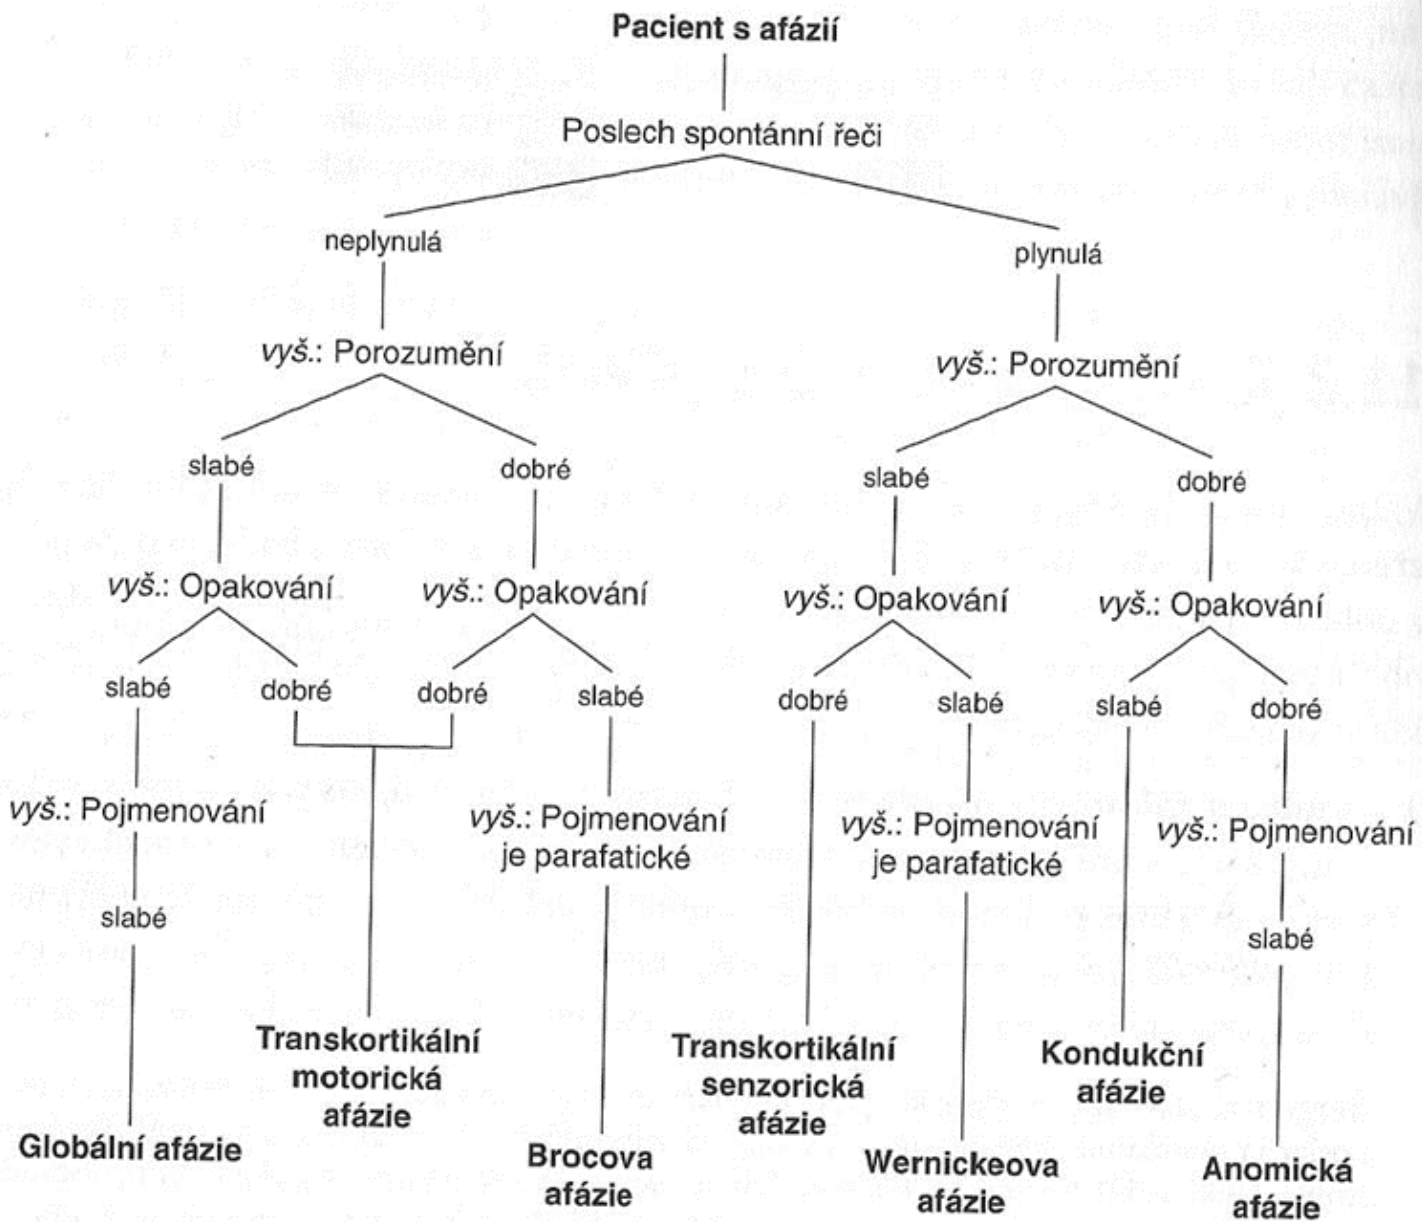 Pacient s afázií
Poslech spontánní řeči
neplynulá
plynulá
vyš.: Porozumění
vyš.: Porozumění
slabé
dobré
slabé
dobré
vyš.: Opakování
vyš.: Opakování
vyš.: Opakování
vyš.: Opakování
slabé
dobré
dobré
slabé
dobré
slabé
slabé
dobré
vyš.: Pojmenování
vyš.: Pojmenování
je parafatické
vyš.: Pojmenování
je parafatické
vyš.: Pojmenování
slabé
slabé
Globální afázie
Transkortikální
motorická
afázie
Brocova
afázie
Transkortikální
senzorická
afázie
Wernickeova
afázie
Kondukční
afázie
Anomická
afázie